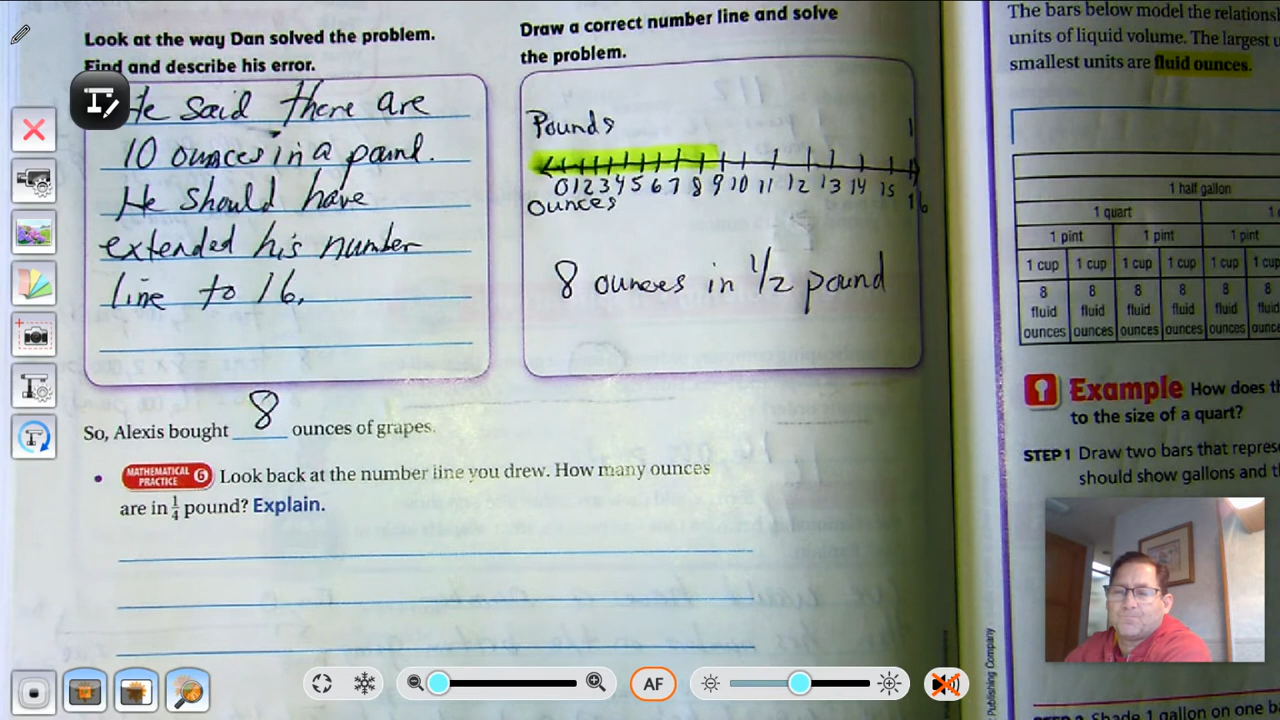 Look at the way Dan solved the problem.
Find and describe his error.
He said there are
10 ounces in a pound.
He should have
extended his number
line to 16.
Draw a correct number line and solve
the problem.
Pounds
1
0 1 2 3 4 5 6 7 8 9 10 11 12 13 14 15 16
ounces
8 ounces in 1/2 pound
So, Alexis bought 8 ounces of grapes.
• MATHEMATICAL PRACTICE 6 Look back at the number line you drew. How many ounces
are in 1/4 pound? Explain.
The bars below model the
units of liquid volume. The largest
smallest units are fluid ounces.
1 half gallon
1 quart
1 pint 1 pint 1 pint
1 cup 1 cup 1 cup 1 cup 1 cup 1 cup
8 8 8 8 8 8
fluid fluid fluid fluid fluid fluid
ounces ounces ounces ounces ounces
Example How does
to the size of a quart?
STEP 1 Draw two bars that
should show gallons and
Publishing Company
Shade 1 gallon on one
AF